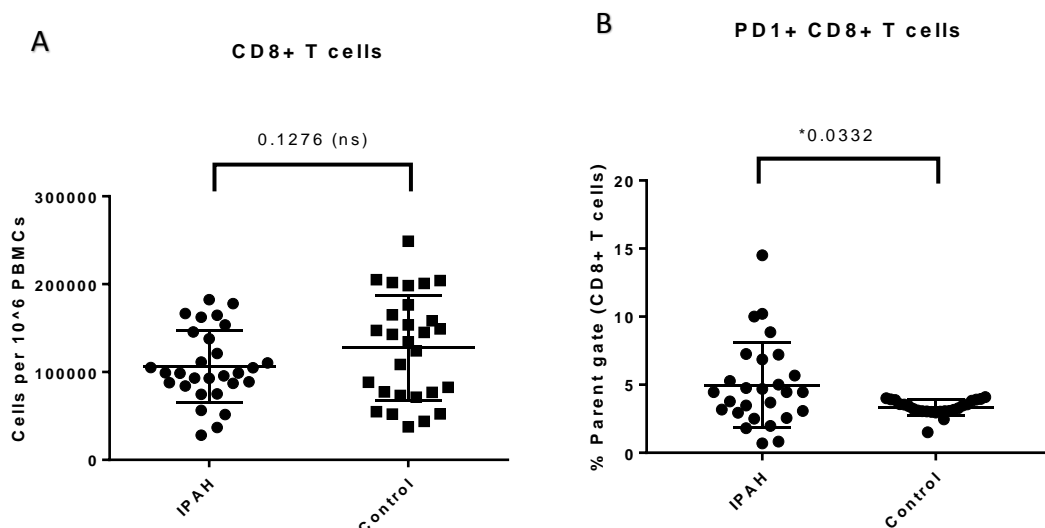 A
CD8+ T cells
0.1276 (ns)
Cells per 10^6 PBMCs
300000
200000
100000
0
IPAH
Control
B
PD1+ CD8+ T cells
*0.0332
% Parent gate (CD8+ T cells)
20
15
10
5
0
IPAH
Control